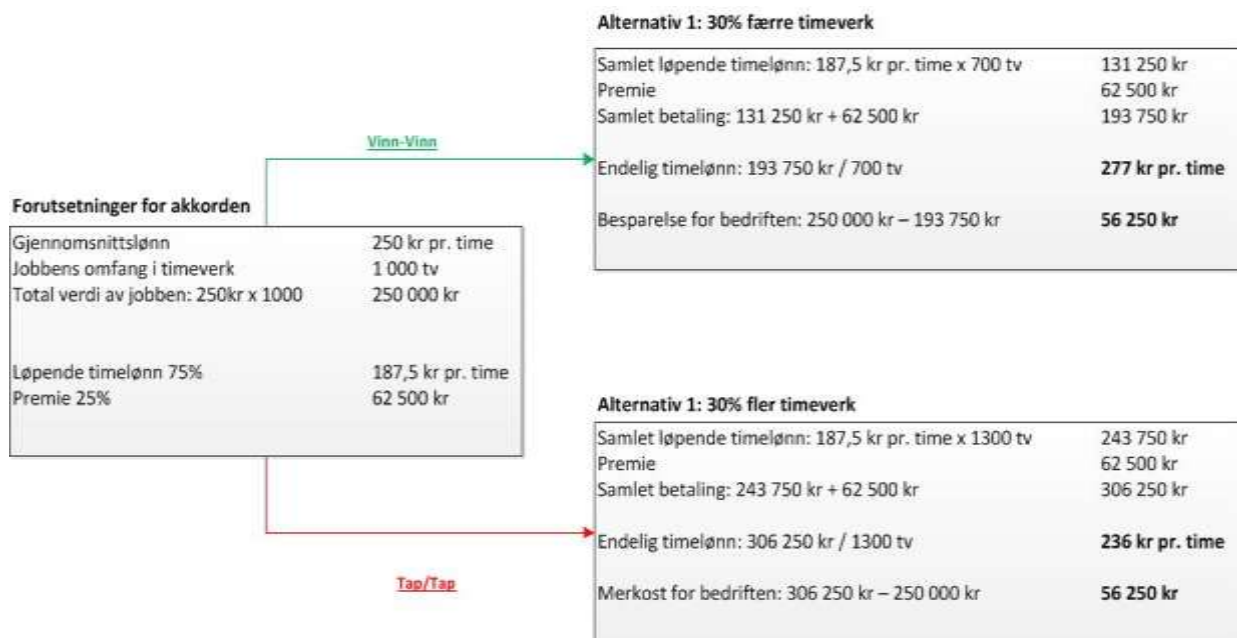 Alternativ 1: 30% færre timeverk
Samlet løpende timelønn: 187,5 kr pr. time x 700 tv 131 250 kr
Premie 62 500 kr
Samlet betaling: 131 250 kr + 62 500 kr 193 750 kr
Endelig timelønn: 193 750 kr / 700 tv 277 kr pr. time
Besparelse for bedriften: 250 000 kr – 193 750 kr 56 250 kr
Vinn-Vinn
Forutsetninger for akkorden
Gjennomsnittslønn 250 kr pr. time
Jobbens omfang i timeverk 1 000 tv
Total verdi av jobben: 250kr x 1000 250 000 kr
Løpende timelønn 75% 187,5 kr pr. time
Premie 25% 62 500 kr
Tap/Tap
Alternativ 1: 30% fler timeverk
Samlet løpende timelønn: 187,5 kr pr. time x 1300 tv 243 750 kr
Premie 62 500 kr
Samlet betaling: 243 750 kr + 62 500 kr 306 250 kr
Endelig timelønn: 306 250 kr / 1300 tv 236 kr pr. time
Merkost for bedriften: 306 250 kr – 250 000 kr 56 250 kr